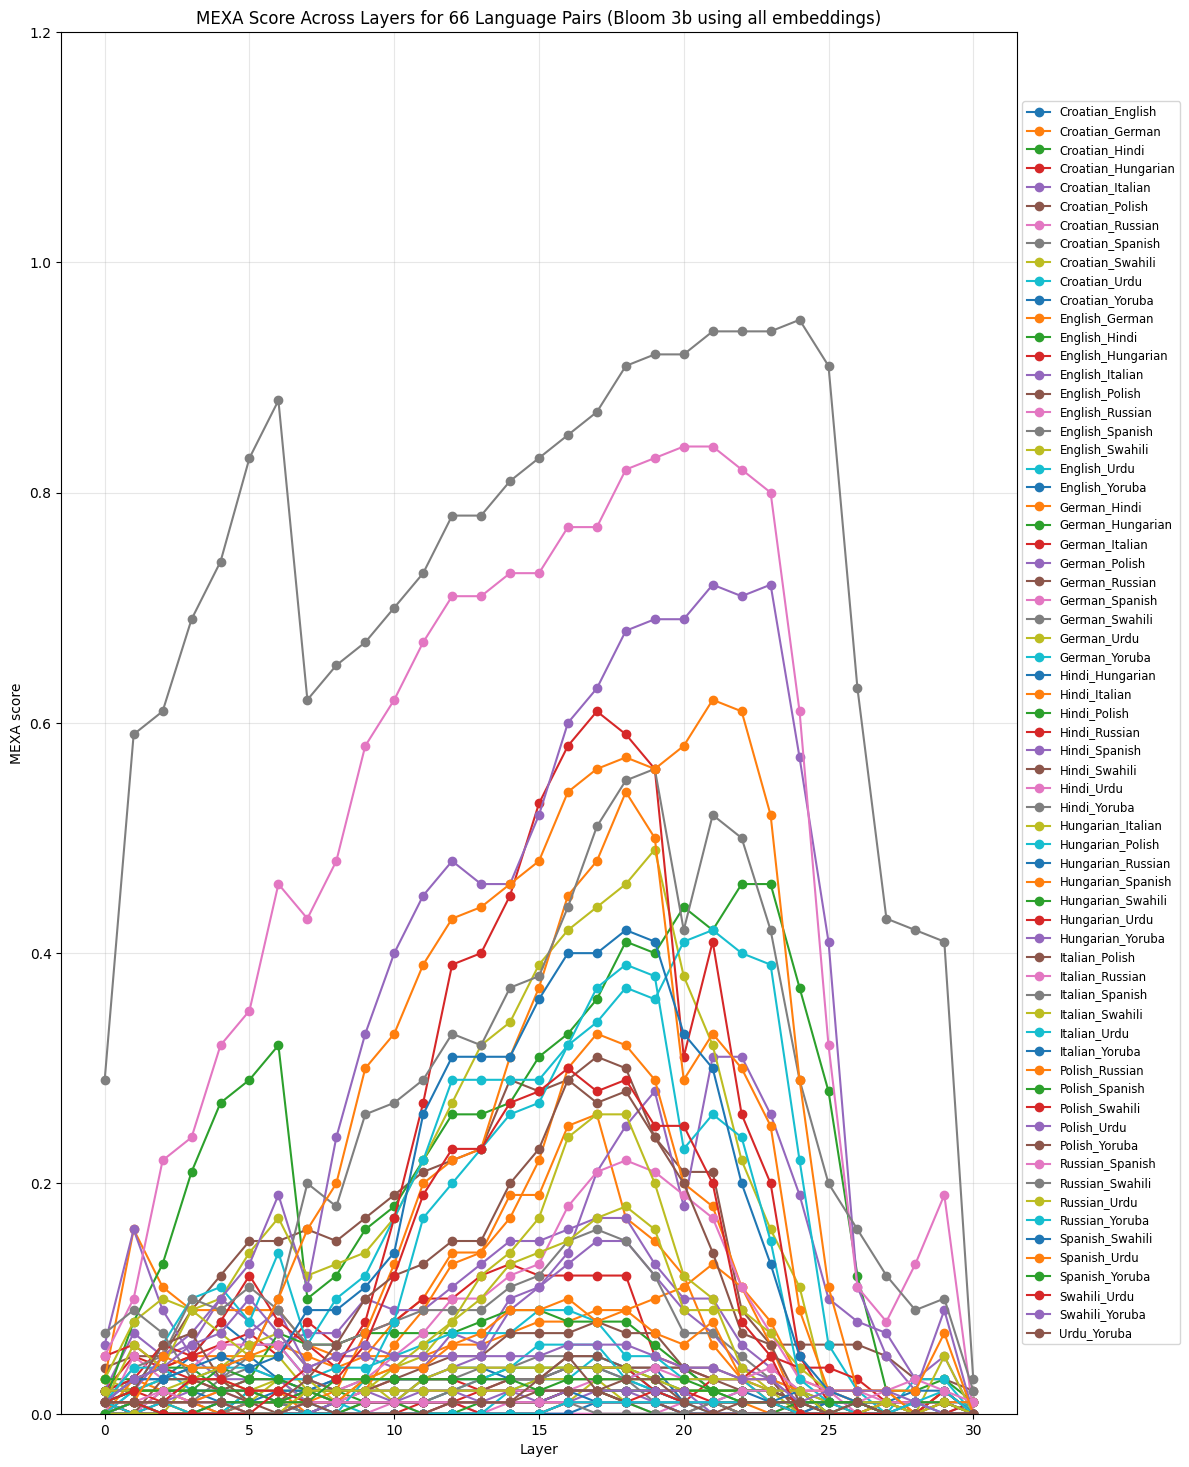 MEXA Score Across Layers for 66 Language Pairs (Bloom 3b using all embeddings)
1.2
1.0
0.8
0.6
0.4
0.2
0.0
MEXA score
0 5 10 15 20 25 30
Layer
Croatian_English
Croatian_German
Croatian_Hindi
Croatian_Hungarian
Croatian_Italian
Croatian_Polish
Croatian_Russian
Croatian_Spanish
Croatian_Swahili
Croatian_Urdu
Croatian_Yoruba
English_German
English_Hindi
English_Hungarian
English_Italian
English_Polish
English_Russian
English_Spanish
English_Swahili
English_Urdu
English_Yoruba
German_Hindi
German_Hungarian
German_Italian
German_Polish
German_Russian
German_Spanish
German_Swahili
German_Urdu
German_Yoruba
Hindi_Hungarian
Hindi_Italian
Hindi_Polish
Hindi_Russian
Hindi_Spanish
Hindi_Swahili
Hindi_Urdu
Hindi_Yoruba
Hungarian_Italian
Hungarian_Polish
Hungarian_Russian
Hungarian_Spanish
Hungarian_Swahili
Hungarian_Urdu
Hungarian_Yoruba
Italian_Polish
Italian_Russian
Italian_Spanish
Italian_Swahili
Italian_Urdu
Italian_Yoruba
Polish_Russian
Polish_Spanish
Polish_Swahili
Polish_Urdu
Polish_Yoruba
Russian_Spanish
Russian_Swahili
Russian_Urdu
Russian_Yoruba
Spanish_Swahili
Spanish_Urdu
Spanish_Yoruba
Swahili_Urdu
Swahili_Yoruba
Urdu_Yoruba